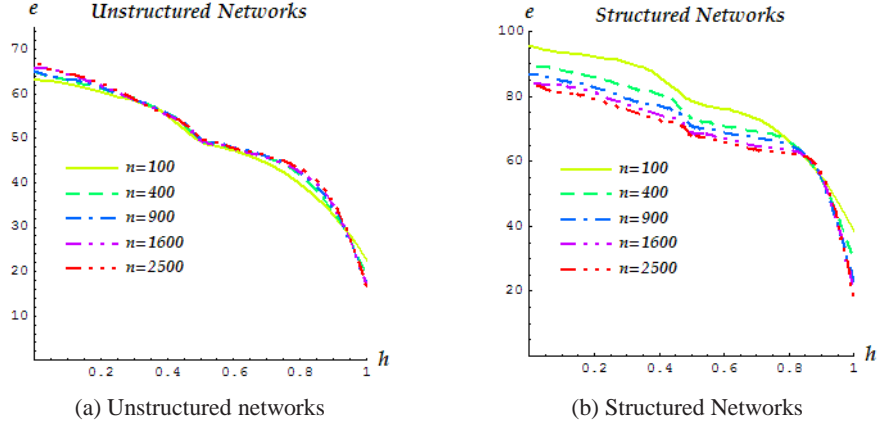 e
Unstructured Networks
70
60
50
40
30
20
10
n=100
n=400
n=900
n=1600
n=2500
0.2 0.4 0.6 0.8 1
h
(a) Unstructured networks
e
Structured Networks
100
80
60
40
20
n=100
n=400
n=900
n=1600
n=2500
0.2 0.4 0.6 0.8 1
h
(b) Structured Networks